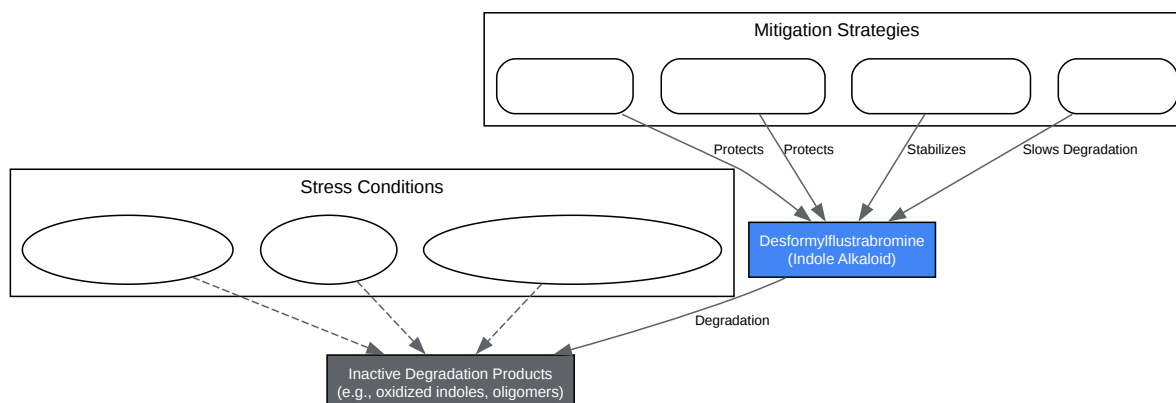 Mitigation Strategies
Protects
Protects
Stabilizes
Slows Degradation
Stress Conditions
Desformylflustrabromine
(Indole Alkaloid)
Degradation
Inactive Degradation Products
(e.g., oxidized indoles, oligomers)